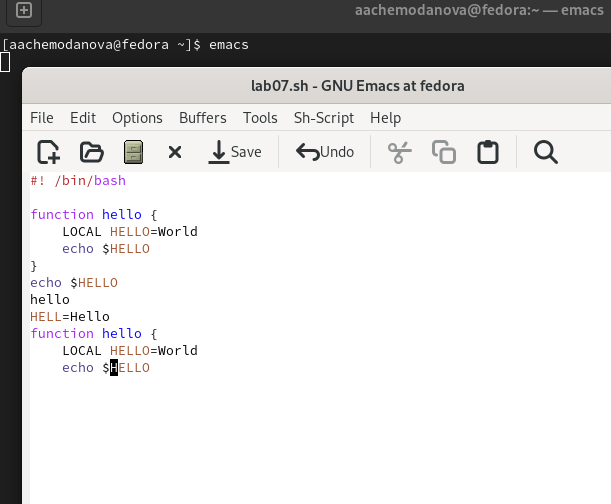 aachemodanova@fedora:~ — emacs
[aachemodanova@fedora ~]$ emacs
lab07.sh - GNU Emacs at fedora
File Edit Options Buffers Tools Sh-Script Help
Save Undo
#! /bin/bash
function hello {
    LOCAL HELLO=World
    echo $HELLO
}
echo $HELLO
hello
HELL=Hello
function hello {
    LOCAL HELLO=World
    echo $HELLO